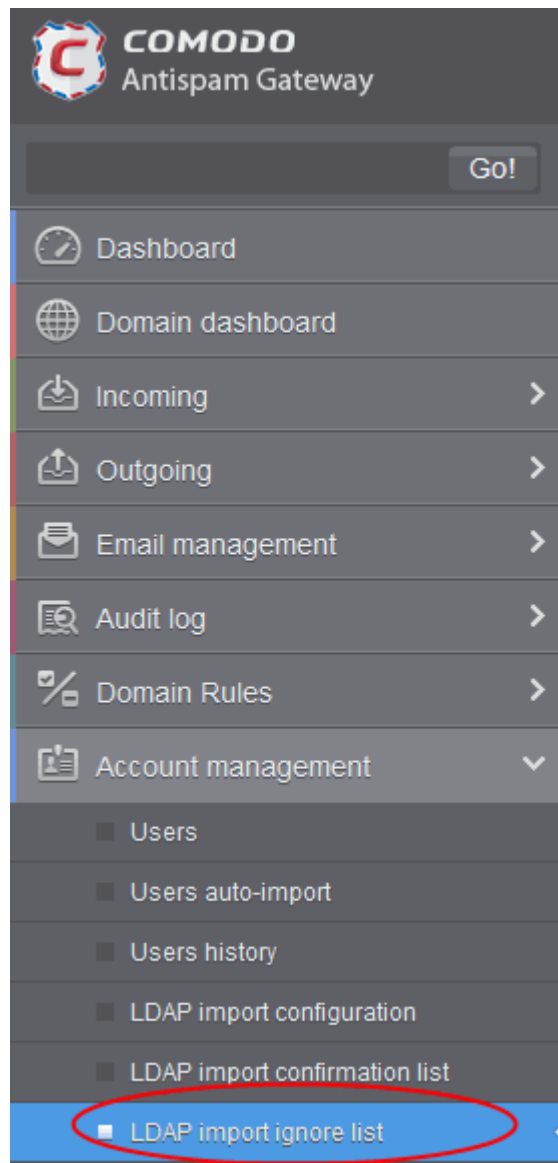 C COMODO
Antispam Gateway
Go!
Dashboard
Domain dashboard
Incoming
Outgoing
Email management
Audit log
Domain Rules
Account management
Users
Users auto-import
Users history
LDAP import configuration
LDAP import confirmation list
LDAP import ignore list